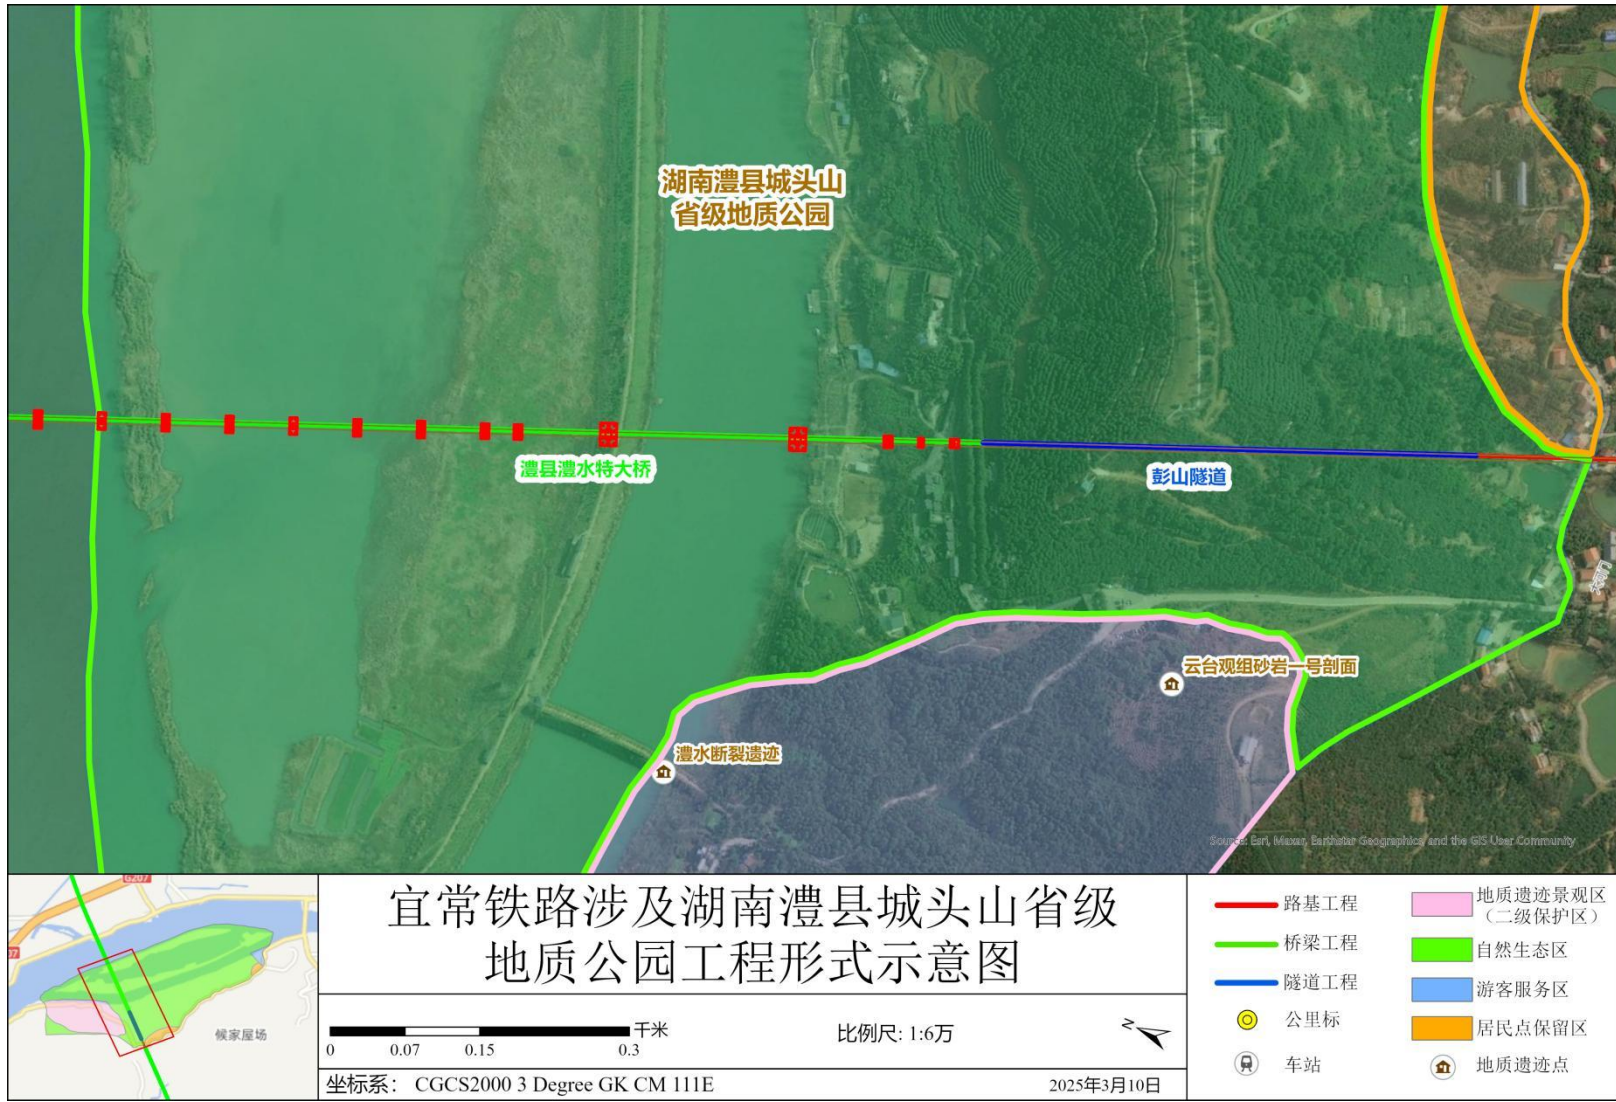 湖南澧县城头山
省级地质公园
澧县澧水特大桥
彭山隧道
云台观组砂岩一号剖面
澧水断裂遗迹
Source: Esri, Maxar, Earthstar Geographics, and the GIS User Community
G207
候家屋场
宜常铁路涉及湖南澧县城头山省级
地质公园工程形式示意图
千米
0 0.07 0.15 0.3
比例尺: 1:6万
N
坐标系： CGCS2000 3 Degree GK CM 111E
2025年3月10日
路基工程
桥梁工程
隧道工程
公里标
车站
地质遗迹景观区
（二级保护区）
自然生态区
游客服务区
居民点保留区
地质遗迹点